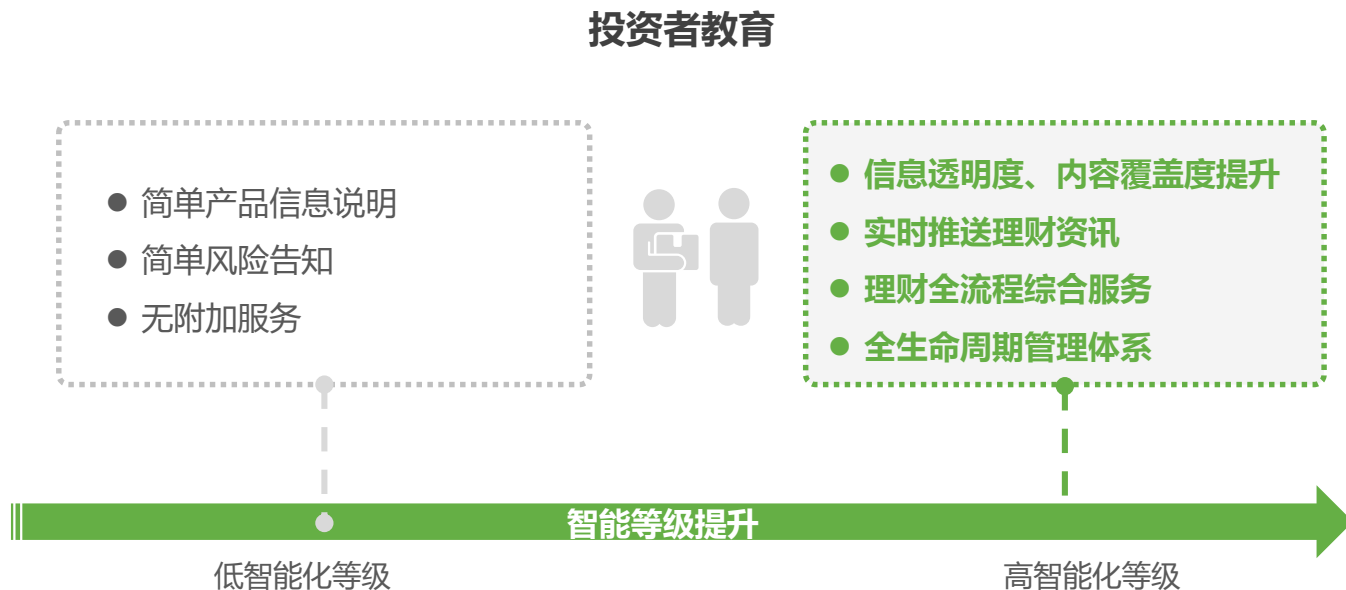 投资者教育
● 简单产品信息说明
● 简单风险告知
● 无附加服务
● 信息透明度、内容覆盖度提升
● 实时推送理财资讯
● 理财全流程综合服务
● 全生命周期管理体系
智能等级提升
低智能化等级
高智能化等级